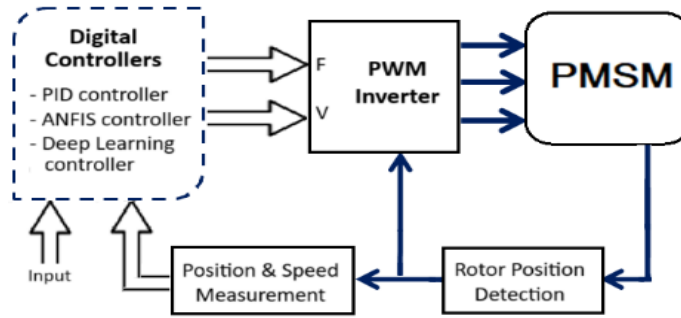 Digital
Controllers
- PID controller
- ANFIS controller
- Deep Learning
controller
F
V
PWM
Inverter
PMSM
Input
Position & Speed
Measurement
Rotor Position
Detection